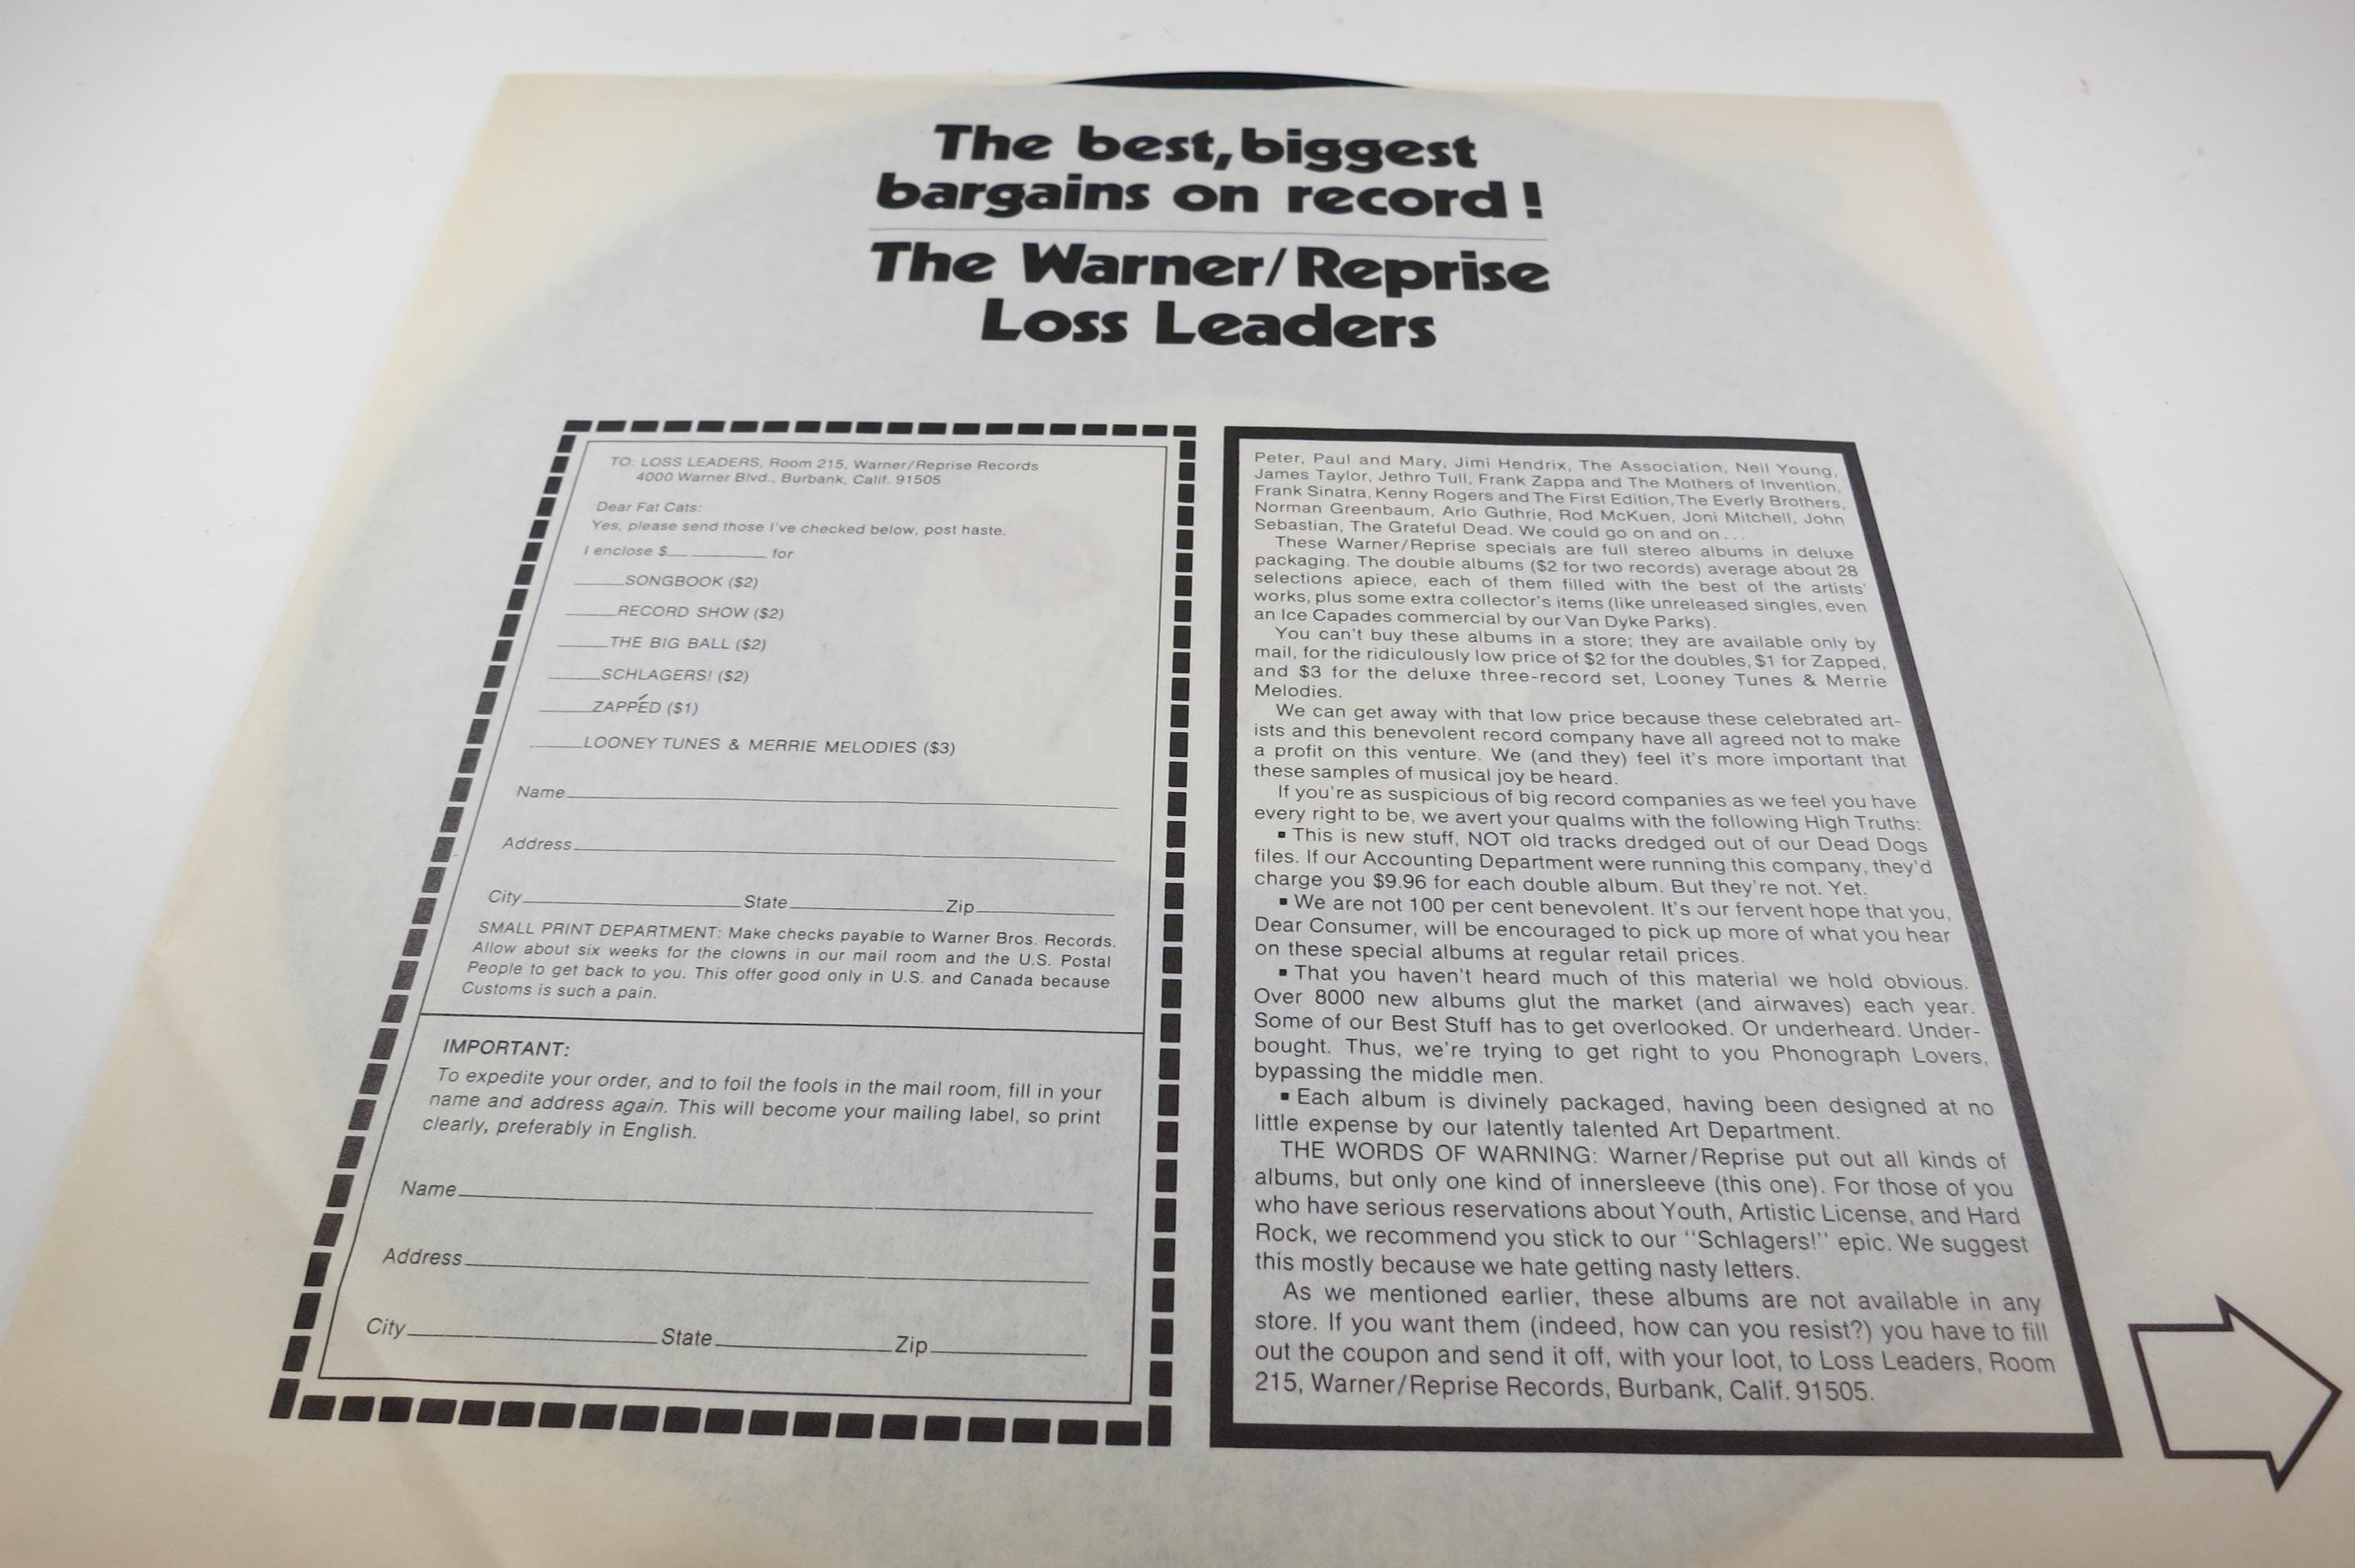 The best, biggest
bargains on record!
The Warner/Reprise
Loss Leaders
TO: LOSS LEADERS, Room 215, Warner/Reprise Records
4000 Warner Blvd., Burbank, Calif. 91505
Dear Fat Cats:
Yes, please send those I've checked below, post haste.
I enclose $___ ________ for
_____SONGBOOK ($2)
_____RECORD SHOW ($2)
_____THE BIG BALL ($2)
_____SCHLAGERS! ($2)
_____ZAPPÉD ($1)
_____LOONEY TUNES & MERRIE MELODIES ($3)
Name
Address
City State Zip
SMALL PRINT DEPARTMENT: Make checks payable to Warner Bros. Records.
Allow about six weeks for the clowns in our mail room and the U.S. Postal
People to get back to you. This offer good only in U.S. and Canada because
Customs is such a pain.
IMPORTANT:
To expedite your order, and to foil the fools in the mail room, fill in your
name and address again. This will become your mailing label, so print
clearly, preferably in English.
Name
Address
City State Zip
Peter, Paul and Mary, Jimi Hendrix, The Association, Neil Young,
James Taylor, Jethro Tull, Frank Zappa and The Mothers of Invention,
Frank Sinatra, Kenny Rogers and The First Edition, The Everly Brothers,
Norman Greenbaum, Arlo Guthrie, Rod McKuen, Joni Mitchell, John
Sebastian, The Grateful Dead. We could go on and on...
These Warner/Reprise specials are full stereo albums in deluxe
packaging. The double albums ($2 for two records) average about 28
selections apiece, each of them filled with the best of the artists'
works, plus some extra collector's items (like unreleased singles, even
an Ice Capades commercial by our Van Dyke Parks).
You can't buy these albums in a store; they are available only by
mail, for the ridiculously low price of $2 for the doubles, $1 for Zapped,
and $3 for the deluxe three-record set, Looney Tunes & Merrie
Melodies.
We can get away with that low price because these celebrated art-
ists and this benevolent record company have all agreed not to make
a profit on this venture. We (and they) feel it's more important that
these samples of musical joy be heard.
If you're as suspicious of big record companies as we feel you have
every right to be, we avert your qualms with the following High Truths:
▪ This is new stuff, NOT old tracks dredged out of our Dead Dogs
files. If our Accounting Department were running this company, they'd
charge you $9.96 for each double album. But they're not. Yet.
▪ We are not 100 per cent benevolent. It's our fervent hope that you,
Dear Consumer, will be encouraged to pick up more of what you hear
on these special albums at regular retail prices.
▪ That you haven't heard much of this material we hold obvious.
Over 8000 new albums glut the market (and airwaves) each year.
Some of our Best Stuff has to get overlooked. Or underheard. Under-
bought. Thus, we're trying to get right to you Phonograph Lovers,
bypassing the middle men.
▪ Each album is divinely packaged, having been designed at no
little expense by our latently talented Art Department.
THE WORDS OF WARNING: Warner/Reprise put out all kinds of
albums, but only one kind of innersleeve (this one). For those of you
who have serious reservations about Youth, Artistic License, and Hard
Rock, we recommend you stick to our "Schlagers!" epic. We suggest
this mostly because we hate getting nasty letters.
As we mentioned earlier, these albums are not available in any
store. If you want them (indeed, how can you resist?) you have to fill
out the coupon and send it off, with your loot, to Loss Leaders, Room
215, Warner/Reprise Records, Burbank, Calif. 91505.